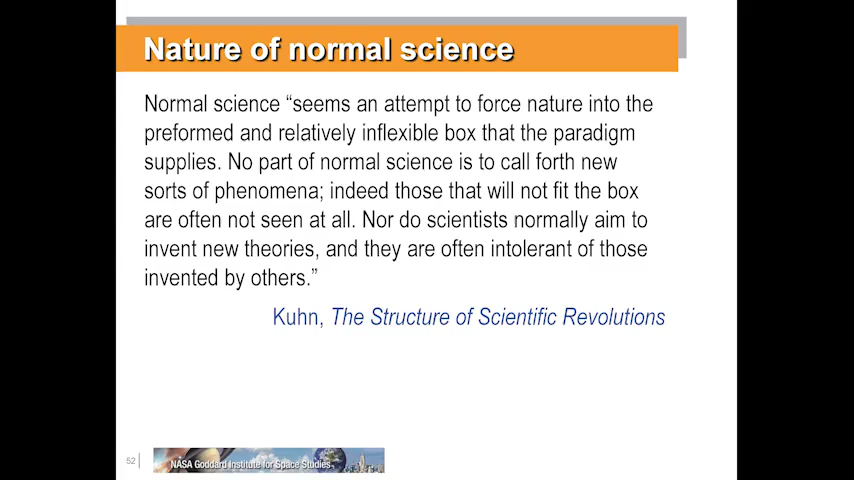 Nature of normal science
Normal science “seems an attempt to force nature into the
preformed and relatively inflexible box that the paradigm
supplies. No part of normal science is to call forth new
sorts of phenomena; indeed those that will not fit the box
are often not seen at all. Nor do scientists normally aim to
invent new theories, and they are often intolerant of those
invented by others.”
Kuhn, The Structure of Scientific Revolutions
52
NASA Goddard Institute for Space Studies